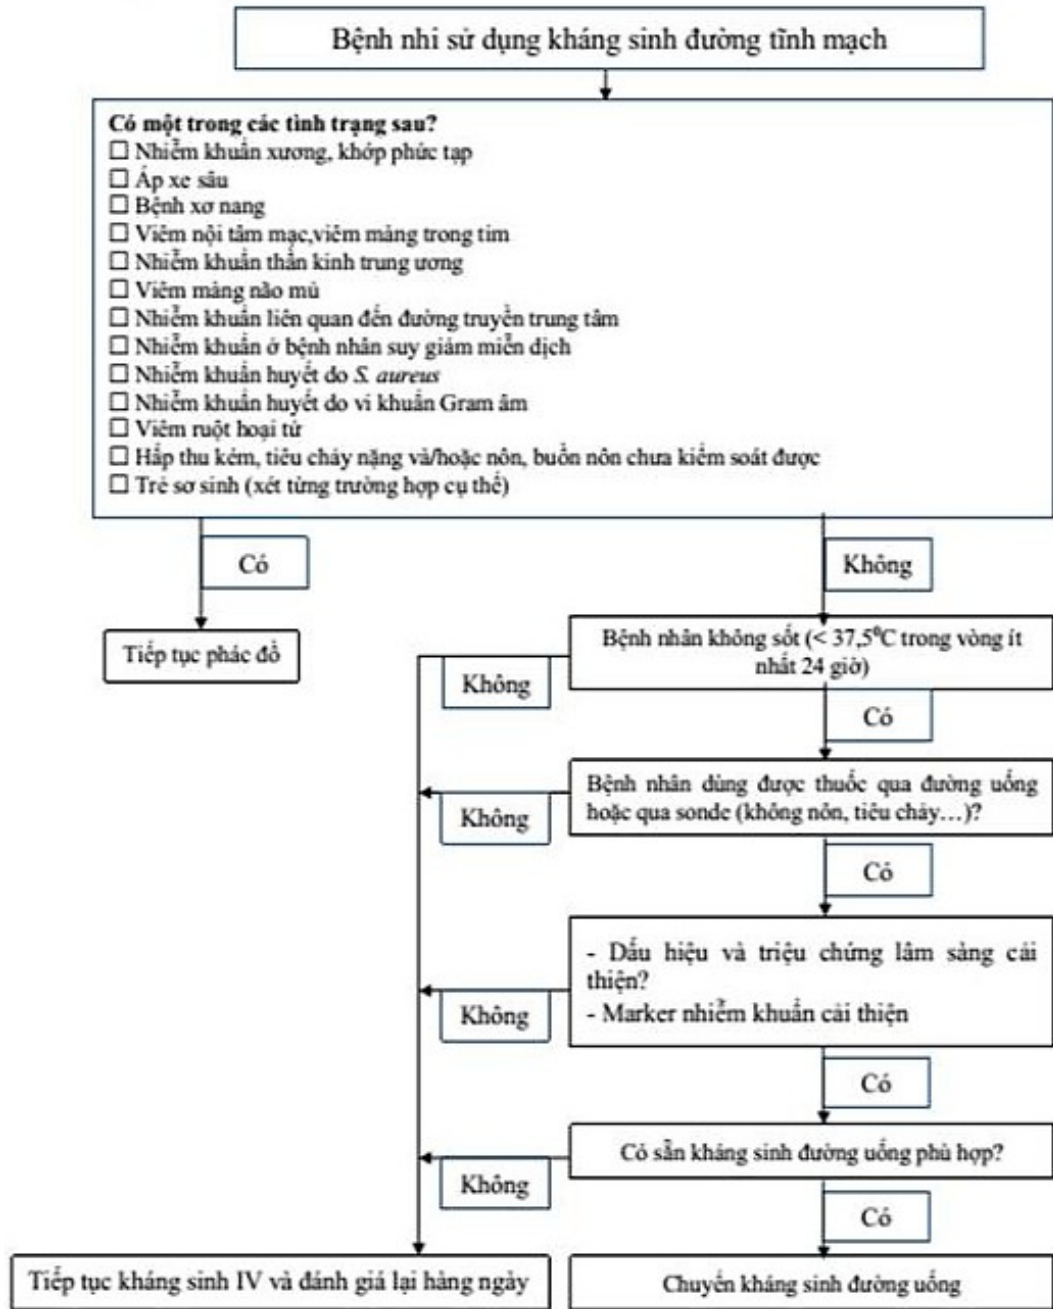 Bệnh nhi sử dụng kháng sinh đường tĩnh mạch
Có một trong các tình trạng sau?
☐ Nhiễm khuẩn xương, khớp phức tạp
☐ Áp xe sâu
☐ Bệnh xơ nang
☐ Viêm nội tâm mạc,viêm màng trong tim
☐ Nhiễm khuẩn thần kinh trung ương
☐ Viêm màng não mủ
☐ Nhiễm khuẩn liên quan đến đường truyền trung tâm
☐ Nhiễm khuẩn ở bệnh nhân suy giảm miễn dịch
☐ Nhiễm khuẩn huyết do S. aureus
☐ Nhiễm khuẩn huyết do vi khuẩn Gram âm
☐ Viêm ruột hoại tử
☐ Hấp thu kém, tiêu chảy nặng và/hoặc nôn, buồn nôn chưa kiểm soát được
☐ Trẻ sơ sinh (xét từng trường hợp cụ thể)
Có
Không
Tiếp tục phác đồ
Bệnh nhân không sốt (< 37,5⁰C trong vòng ít
nhất 24 giờ)
Không
Có
Bệnh nhân dùng được thuốc qua đường uống
hoặc qua sonde (không nôn, tiêu chảy…)?
Không
Có
- Dấu hiệu và triệu chứng lâm sàng cải
thiện?
- Marker nhiễm khuẩn cải thiện
Không
Có
Có sẵn kháng sinh đường uống phù hợp?
Không
Có
Tiếp tục kháng sinh IV và đánh giá lại hàng ngày
Chuyển kháng sinh đường uống